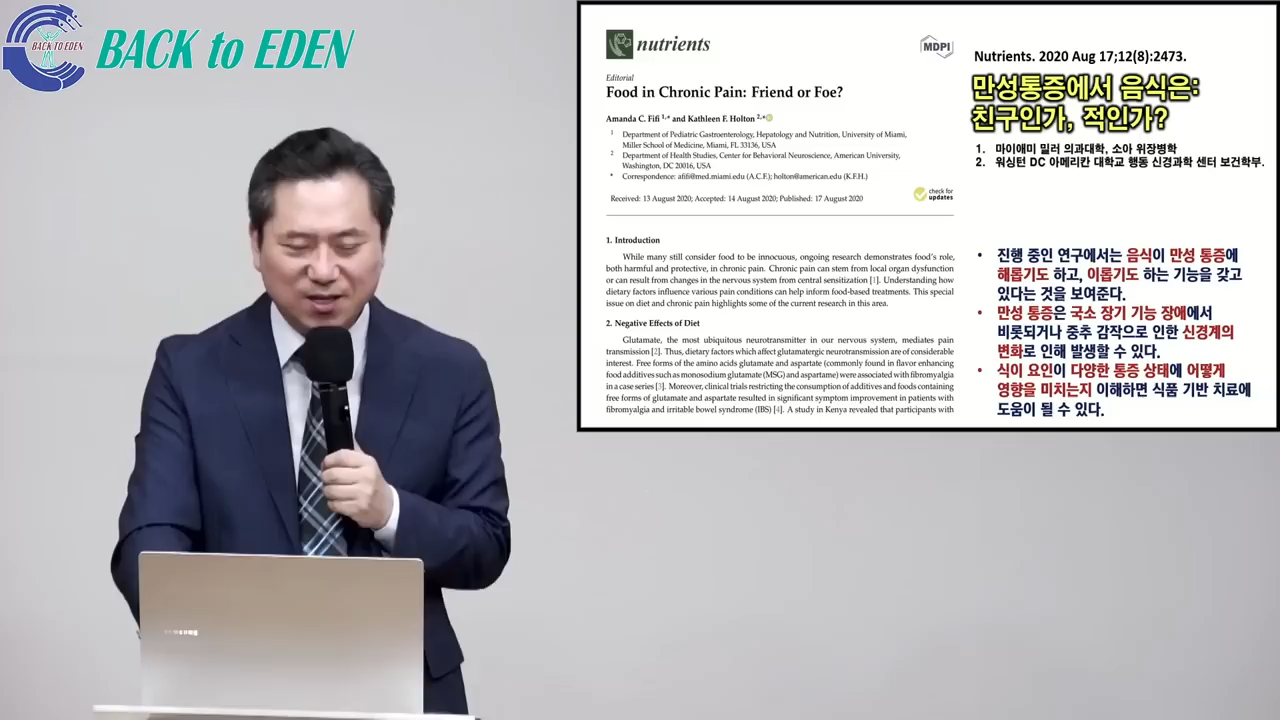 BACK TO EDEN
BACK to EDEN
nutrients
MDPI
Editorial
Food in Chronic Pain: Friend or Foe?
Amanda C. Fifi 1,* and Kathleen F. Holton 2,*
1 Department of Pediatric Gastroenterology, Hepatology and Nutrition, University of Miami,
Miller School of Medicine, Miami, FL 33136, USA
2 Department of Health Studies, Center for Behavioral Neuroscience, American University,
Washington, DC 20016, USA
* Correspondence: afifi@med.miami.edu (A.C.F.); holton@american.edu (K.F.H.)
check for
updates
Received: 13 August 2020; Accepted: 14 August 2020; Published: 17 August 2020
1. Introduction
While many still consider food to be innocuous, ongoing research demonstrates food's role,
both harmful and protective, in chronic pain. Chronic pain can stem from local organ dysfunction
or can result from changes in the nervous system from central sensitization [1]. Understanding how
dietary factors influence various pain conditions can help inform food-based treatments. This special
issue on diet and chronic pain highlights some of the current research in this area.
2. Negative Effects of Diet
Glutamate, the most ubiquitous neurotransmitter in our nervous system, mediates pain
transmission [2]. Thus, dietary factors which affect glutamatergic neurotransmission are of considerable
interest. Free forms of the amino acids glutamate and aspartate (commonly found in flavor enhancing
food additives such as monosodium glutamate (MSG) and aspartame) were associated with fibromyalgia
in a case series [3]. Moreover, clinical trials restricting the consumption of additives and foods containing
free forms of glutamate and aspartate resulted in significant symptom improvement in patients with
fibromyalgia and irritable bowel syndrome (IBS) [4]. A study in Kenya revealed that participants with
Nutrients. 2020 Aug 17;12(8):2473.
만성통증에서 음식은:
친구인가, 적인가?
1. 마이애미 밀러 의과대학, 소아 위장병학
2. 워싱턴 DC 아메리칸 대학교 행동 신경과학 센터 보건학부.
• 진행 중인 연구에서는 음식이 만성 통증에
해롭기도 하고, 이롭기도 하는 기능을 갖고
있다는 것을 보여준다.
• 만성 통증은 국소 장기 기능 장애에서
비롯되거나 중추 감작으로 인한 신경계의
변화로 인해 발생할 수 있다.
• 식이 요인이 다양한 통증 상태에 어떻게
영향을 미치는지 이해하면 식품 기반 치료에
도움이 될 수 있다.